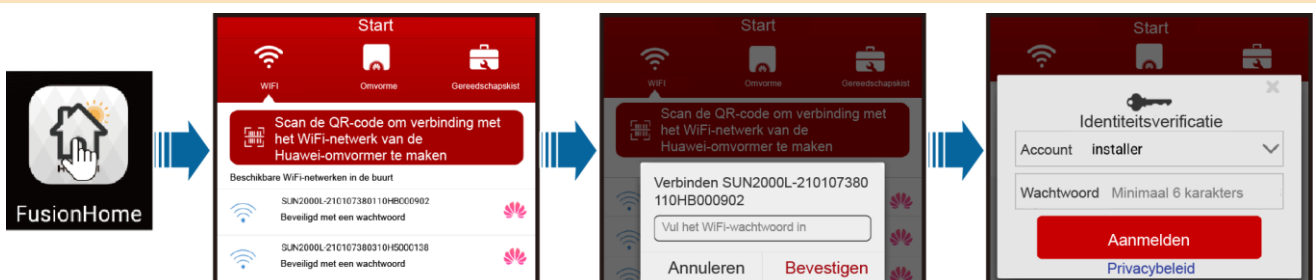 FusionHome
Start
WIFI
Omvorme
Gereedschapskist
Scan de QR-code om verbinding met
het WiFi-netwerk van de
Huawei-omvormer te maken
Beschikbare WiFi-netwerken in de buurt
SUN2000L-210107380110HB000902
Beveiligd met een wachtwoord
SUN2000L-210107380310H5000138
Beveiligd met een wachtwoord
Start
WIFI
Omvorme
Gereedschapskist
Scan de QR-code om verbinding met
het WiFi-netwerk van de
Huawei-omvormer te maken
Verbinden SUN2000L-210107380
110HB000902
Vul het WiFi-wachtwoord in
Annuleren
Bevestigen
Start
Identiteitsverificatie
Account installer
Wachtwoord Minimaal 6 karakters
Aanmelden
Privacybeleid